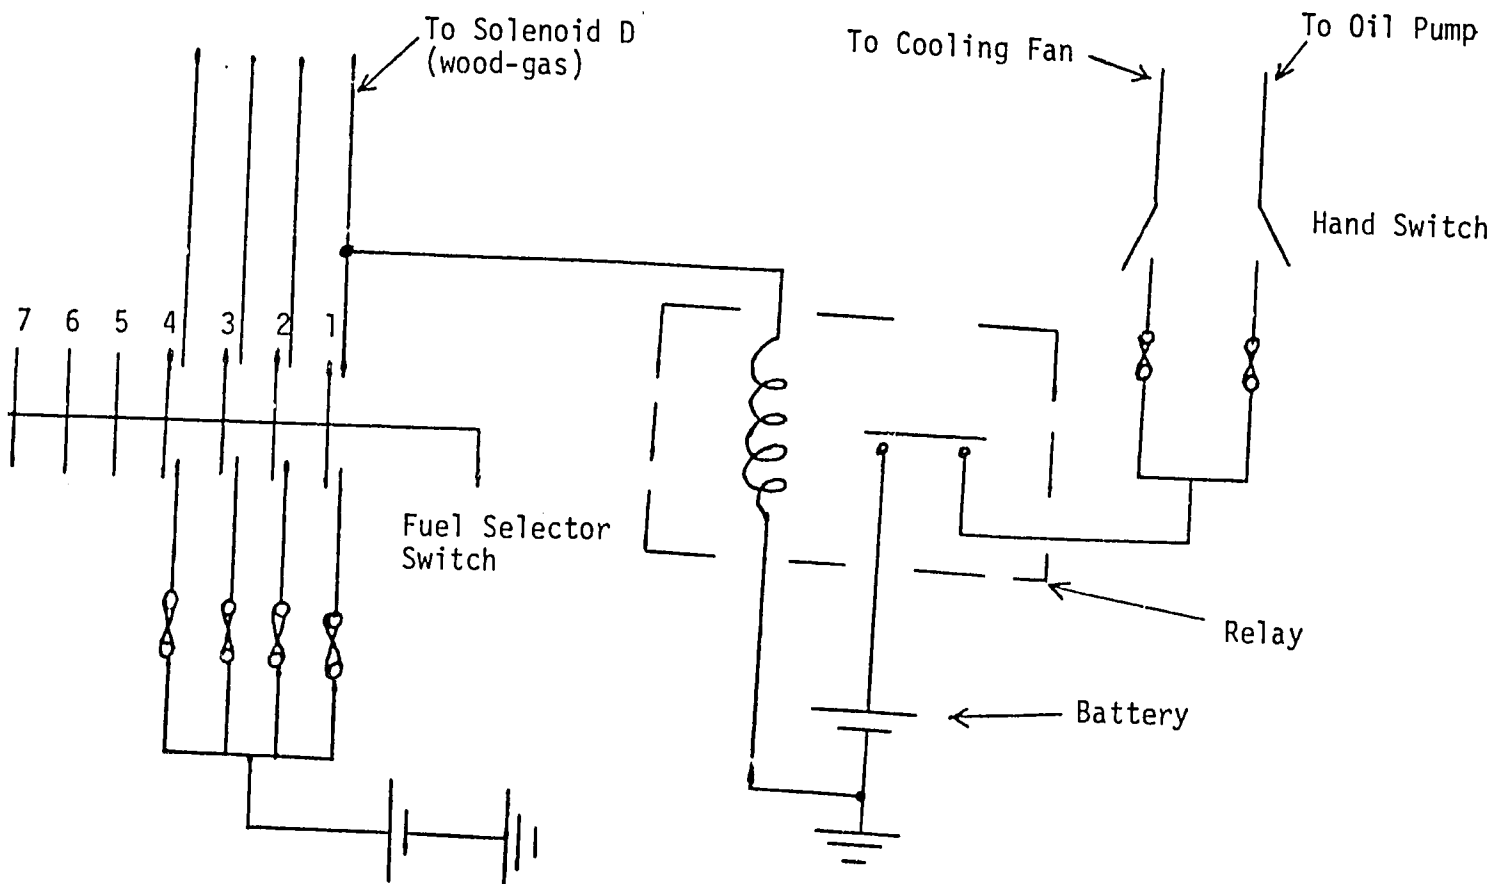 To Solenoid D
(wood-gas)
To Cooling Fan
To Oil Pump
Hand Switch
7 6 5 4 3 2 1
Fuel Selector
Switch
Relay
Battery